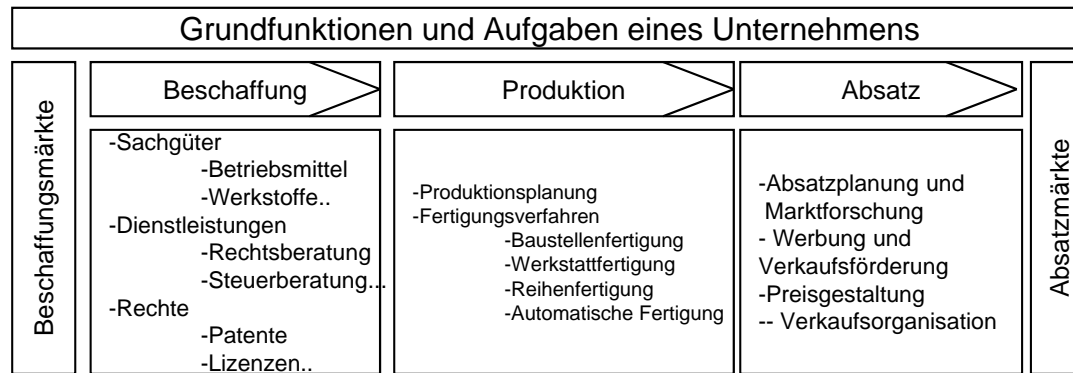 Grundfunktionen und Aufgaben eines Unternehmens
Beschaffungsmärkte
Beschaffung
-Sachgüter
-Betriebsmittel
-Werkstoffe..
-Dienstleistungen
-Rechtsberatung
-Steuerberatung...
-Rechte
-Patente
-Lizenzen..
Produktion
-Produktionsplanung
-Fertigungsverfahren
-Baustellenfertigung
-Werkstattfertigung
-Reihenfertigung
-Automatische Fertigung
Absatz
-Absatzplanung und
Marktforschung
- Werbung und
Verkaufsförderung
-Preisgestaltung
-- Verkaufsorganisation
Absatzmärkte